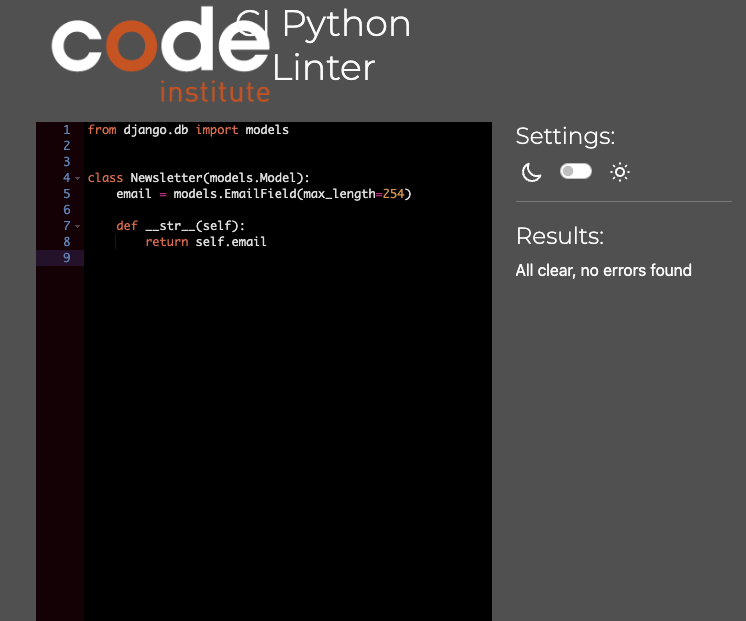 code
institute
CI Python
Linter
1 from django.db import models
2
3
4 class Newsletter(models.Model):
5     email = models.EmailField(max_length=254)
6
7     def __str__(self):
8         return self.email
9
Settings:
Results:
All clear, no errors found